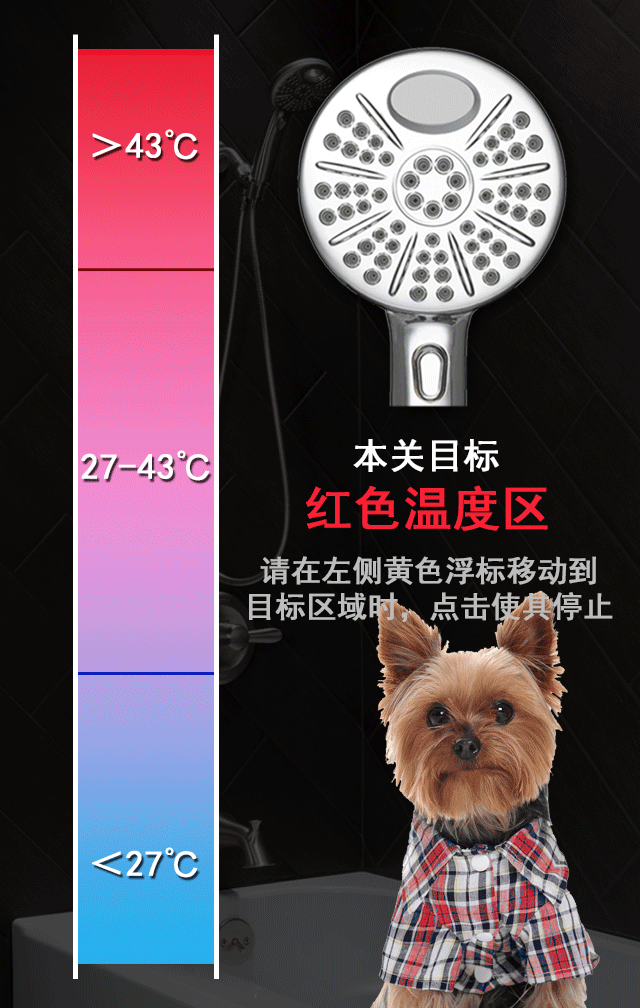 >43℃
27-43℃
<27℃
本关目标
红色温度区
请在左侧黄色浮标移动到
目标区域时，点击使其停止